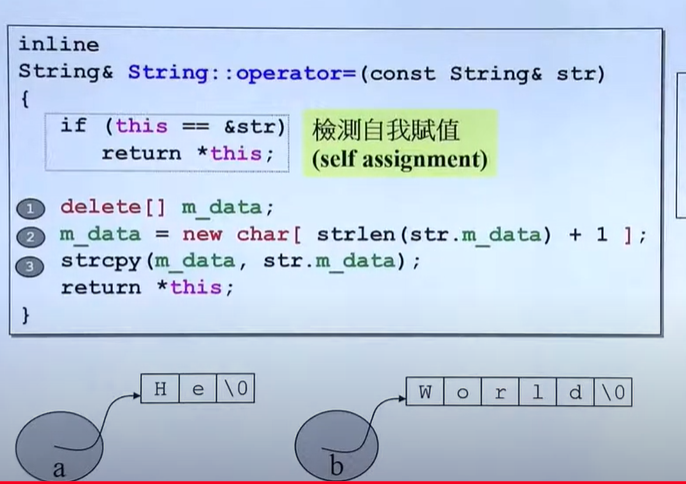 inline
String& String::operator=(const String& str)
{
if (this == &str)
return *this;
檢測自我賦值
(self assignment)
1 delete[] m_data;
2 m_data = new char[ strlen(str.m_data) + 1 ];
3 strcpy(m_data, str.m_data);
return *this;
}
H e \0
W o r l d \0
a
b